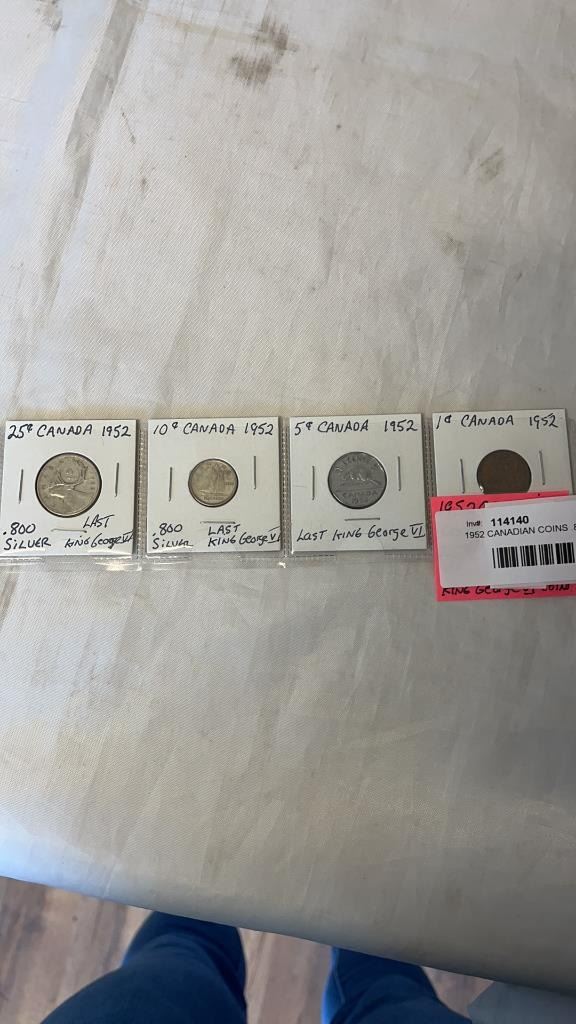 25¢ CANADA 1952
.800 LAST
SILVER KING George VI
10¢ CANADA 1952
.800 LAST
SILVER KING George VI
5¢ CANADA 1952
CANADA
Last KING George VI
1¢ CANADA 1952
1952
Inv#: 114140
1952 CANADIAN COINS
KING George VI